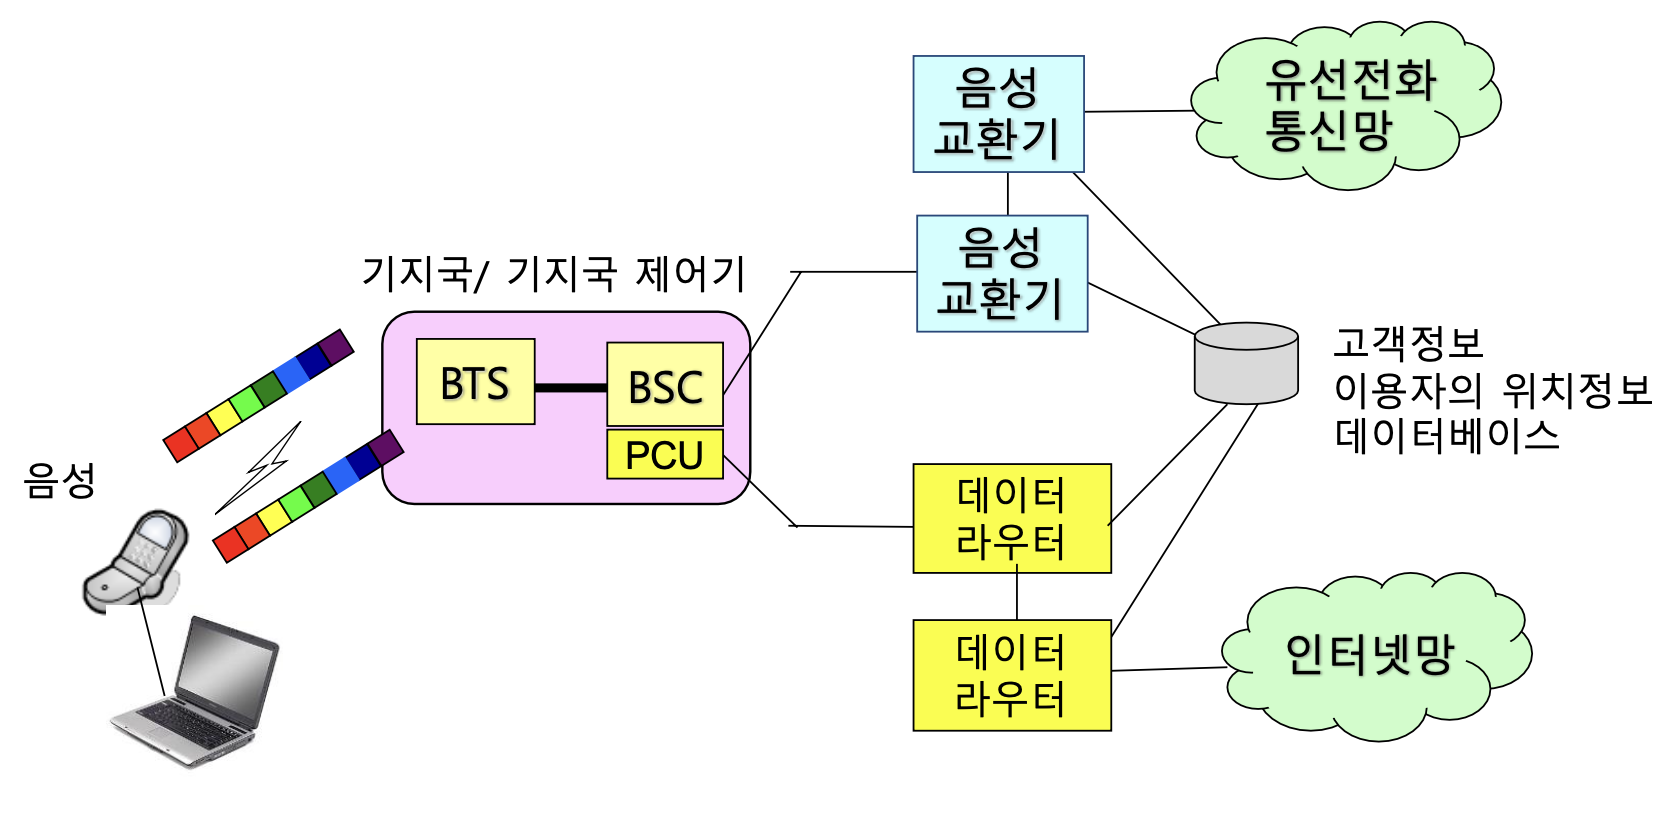 음성
교환기
유선전화
통신망
음성
교환기
기지국/ 기지국 제어기
BTS
BSC
PCU
고객정보
이용자의 위치정보
데이터베이스
음성
데이터
라우터
데이터
라우터
인터넷망